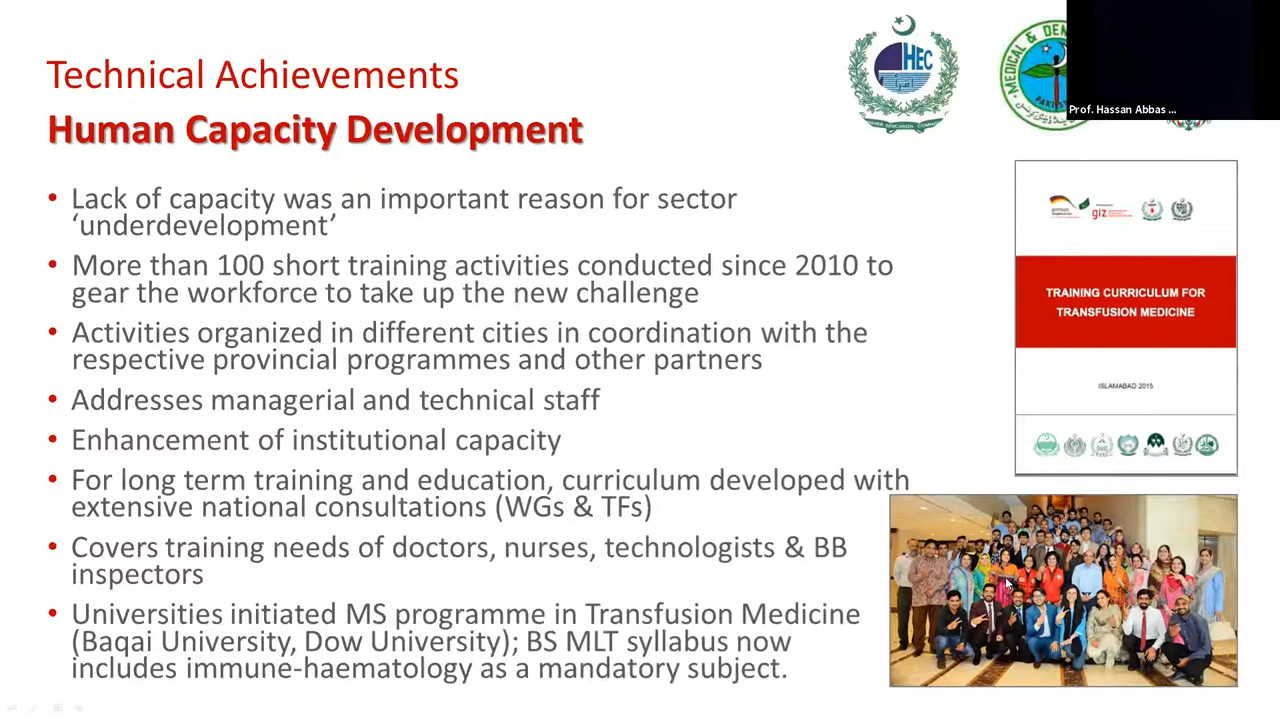 Technical Achievements
Human Capacity Development
HEC
MEDICAL & DEN
Prof. Hassan Abbas ...
• Lack of capacity was an important reason for sector
‘underdevelopment’
• More than 100 short training activities conducted since 2010 to
gear the workforce to take up the new challenge
• Activities organized in different cities in coordination with the
respective provincial programmes and other partners
• Addresses managerial and technical staff
• Enhancement of institutional capacity
• For long term training and education, curriculum developed with
extensive national consultations (WGs & TFs)
• Covers training needs of doctors, nurses, technologists & BB
inspectors
• Universities initiated MS programme in Transfusion Medicine
(Baqai University, Dow University); BS MLT syllabus now
includes immune-haematology as a mandatory subject.
giz
TRAINING CURRICULUM FOR
TRANSFUSION MEDICINE
ISLAMABAD 2015